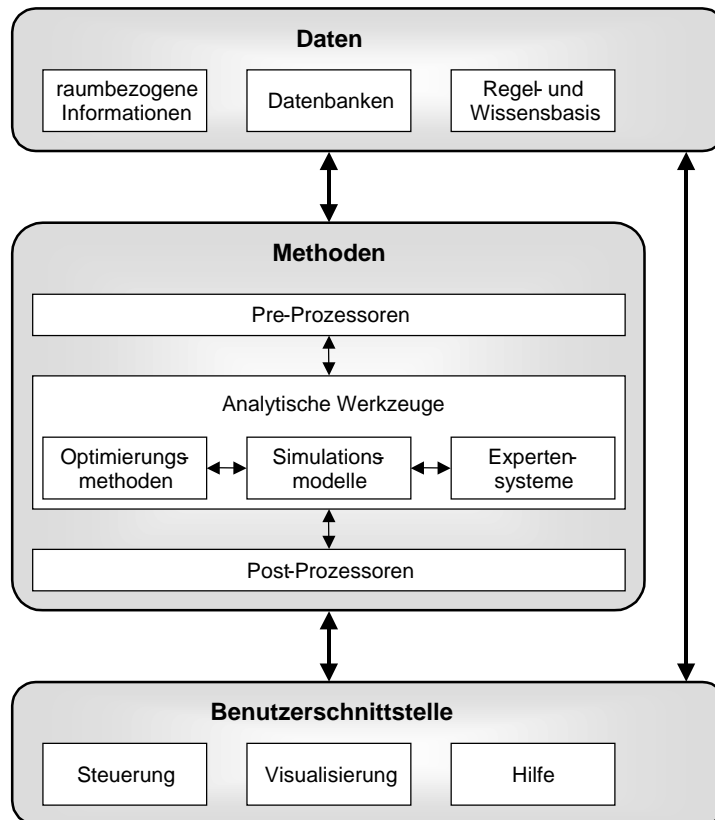 Daten
raumbezogene
Informationen
Datenbanken
Regel- und
Wissensbasis
Methoden
Pre-Prozessoren
Analytische Werkzeuge
Optimierungs-
methoden
Simulations-
modelle
Experten-
systeme
Post-Prozessoren
Benutzerschnittstelle
Steuerung
Visualisierung
Hilfe